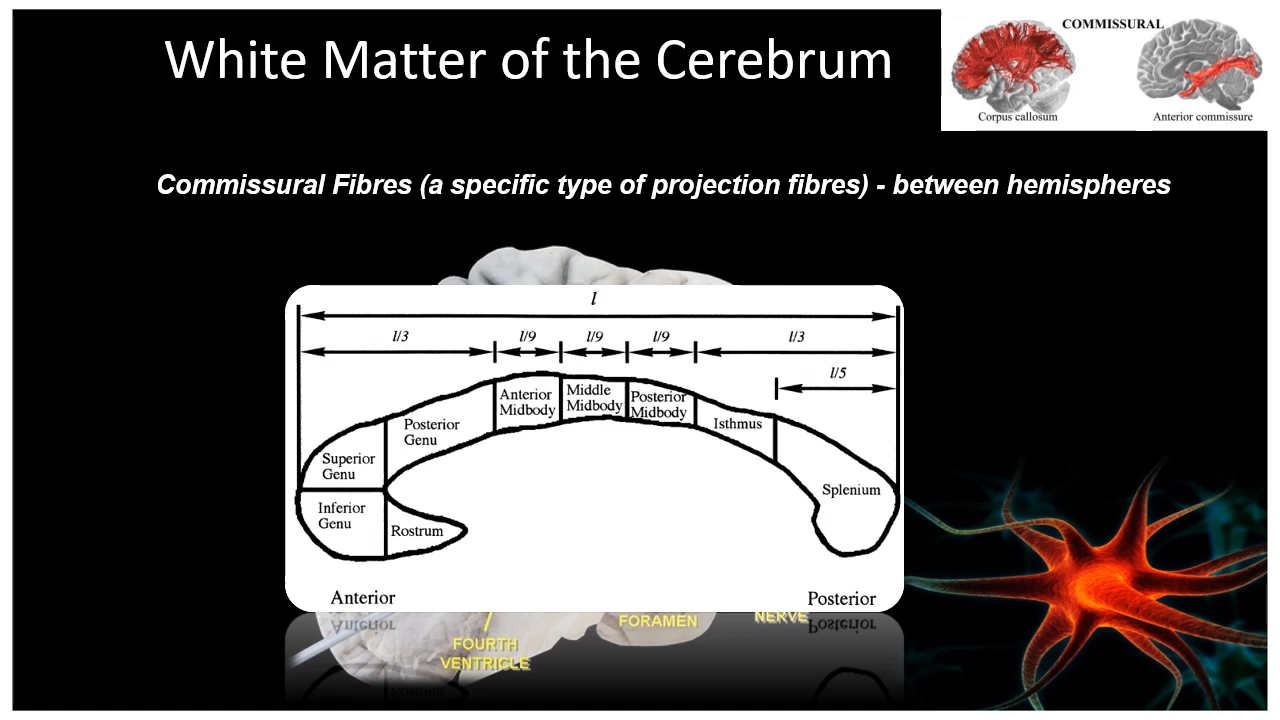 White Matter of the Cerebrum
COMMISSURAL
Corpus callosum
Anterior commissure
Commissural Fibres (a specific type of projection fibres) - between hemispheres
l
l/3
l/9
l/9
l/9
l/3
l/5
Anterior
Midbody
Middle
Midbody
Posterior
Midbody
Posterior
Genu
Isthmus
Superior
Genu
Splenium
Inferior
Genu
Rostrum
Anterior
Posterior
FORAMEN
NERVE
FOURTH
VENTRICLE